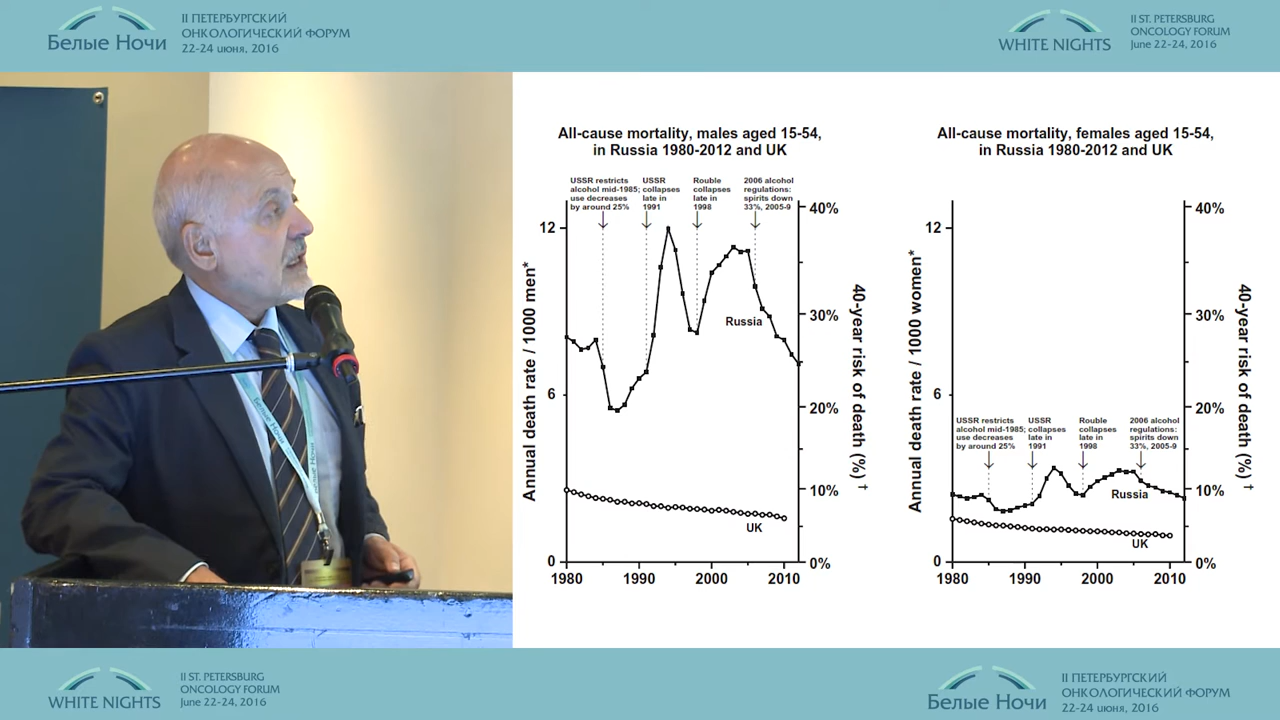 Белые Ночи
II ПЕТЕРБУРГСКИЙ
ОНКОЛОГИЧЕСКИЙ ФОРУМ
22-24 июня, 2016
WHITE NIGHTS
II ST. PETERSBURG
ONCOLOGY FORUM
June 22-24, 2016
All-cause mortality, males aged 15-54,
in Russia 1980-2012 and UK
USSR restricts
alcohol mid-1985;
use decreases
by around 25%
USSR
collapses
late in
1991
Rouble
collapses
late in
1998
2006 alcohol
regulations:
spirits down
33%, 2005-9
12
6
0
Annual death rate / 1000 men*
40%
30%
20%
10%
0%
40-year risk of death (%) †
Russia
UK
1980
1990
2000
2010
All-cause mortality, females aged 15-54,
in Russia 1980-2012 and UK
12
6
0
Annual death rate / 1000 women*
USSR restricts
alcohol mid-1985;
use decreases
by around 25%
USSR
collapses
late in
1991
Rouble
collapses
late in
1998
2006 alcohol
regulations:
spirits down
33%, 2005-9
40%
30%
20%
10%
0%
40-year risk of death (%) †
Russia
UK
1980
1990
2000
2010
Белые Ночи
Белые Ночи
WHITE NIGHTS
II ST. PETERSBURG
ONCOLOGY FORUM
June 22-24, 2016
Белые Ночи
II ПЕТЕРБУРГСКИЙ
ОНКОЛОГИЧЕСКИЙ ФОРУМ
22-24 июня, 2016